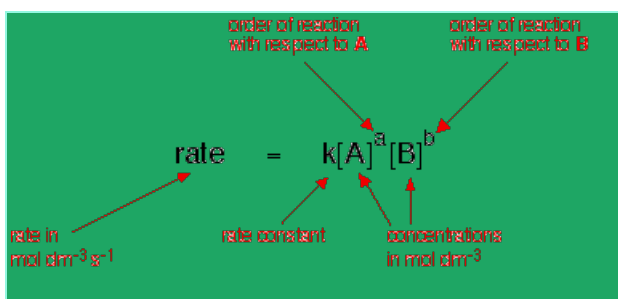 order of reaction order of reaction
with respect to A with respect to B
rate = k[A]ᵃ[B]ᵇ
rate in rate constant concentrations
mol dm⁻³ s⁻¹ in mol dm⁻³